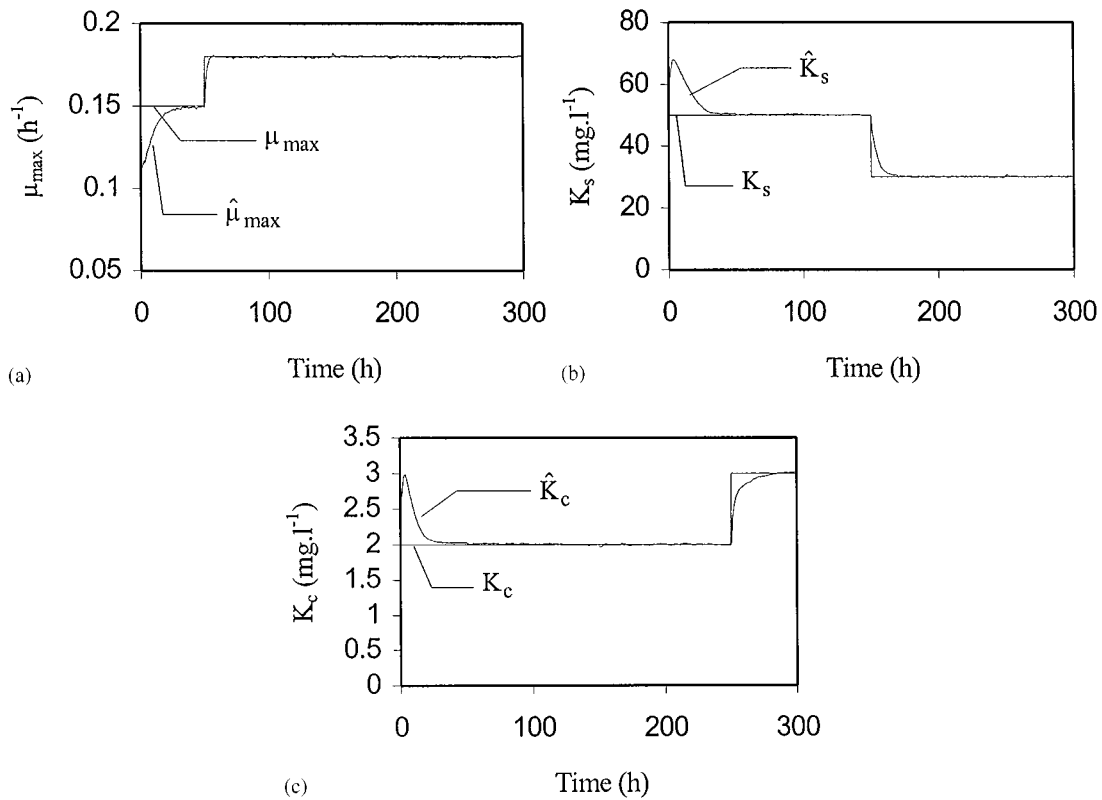 0.2
0.15
0.1
0.05
μmax (h-1)
μ max
μ̂ max
0 100 200 300
Time (h)
(a)
80
60
40
20
0
Ks (mg.l-1)
K̂s
Ks
0 100 200 300
Time (h)
(b)
3.5
3
2.5
2
1.5
1
0.5
0
Kc (mg.l-1)
K̂c
Kc
0 100 200 300
Time (h)
(c)